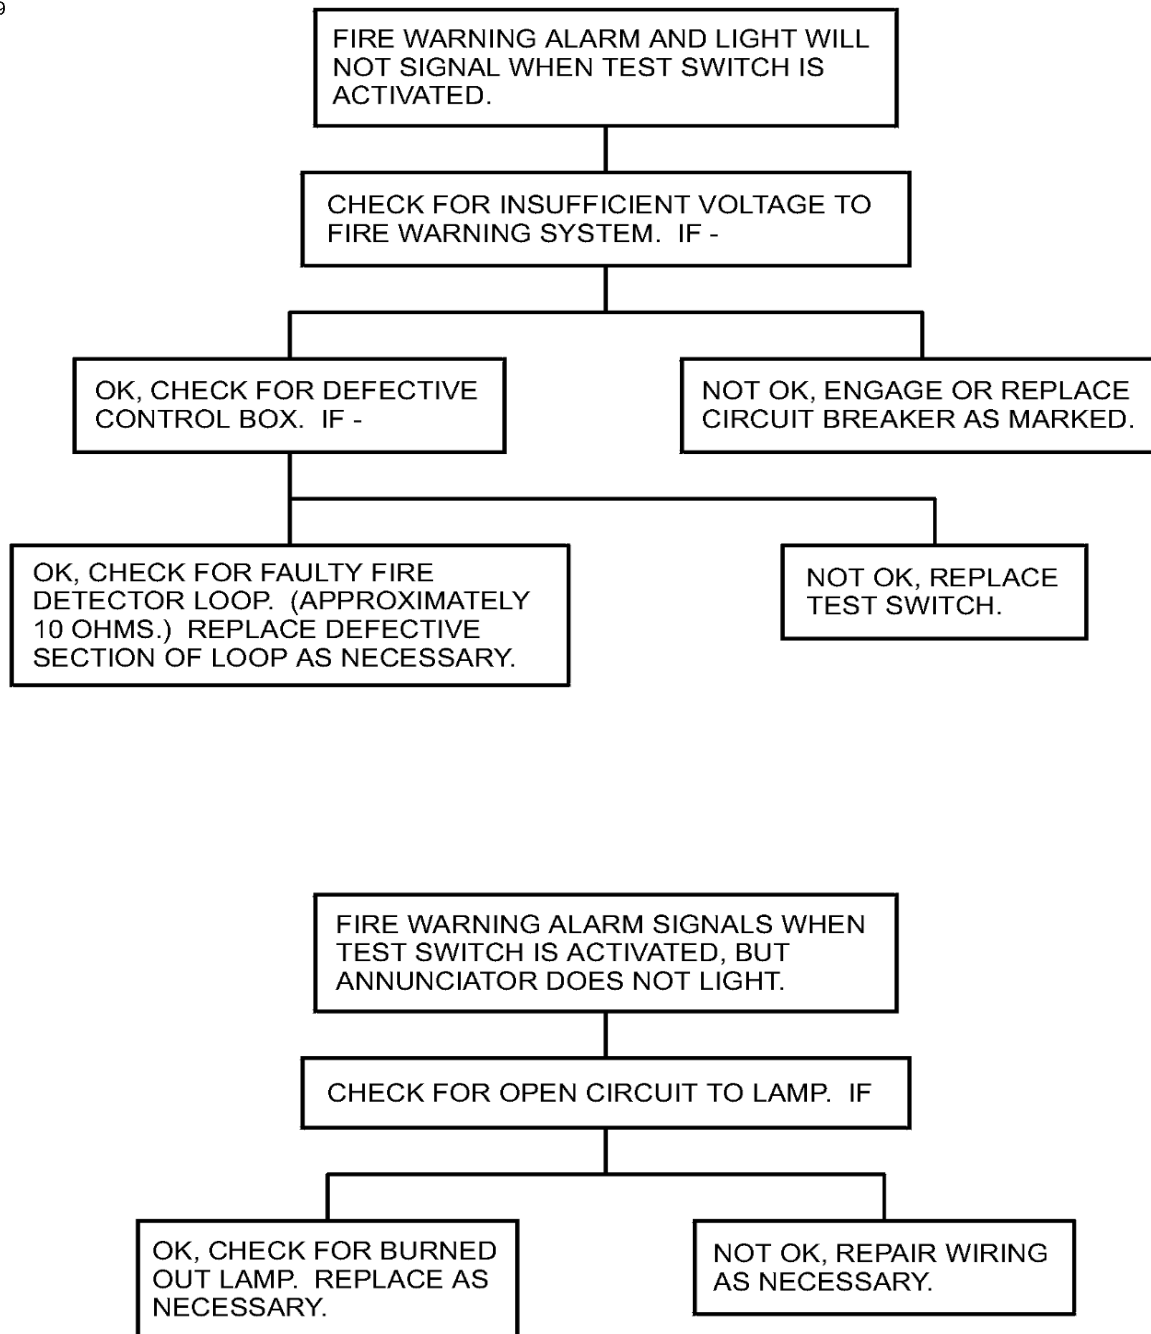 9
FIRE WARNING ALARM AND LIGHT WILL
NOT SIGNAL WHEN TEST SWITCH IS
ACTIVATED.
CHECK FOR INSUFFICIENT VOLTAGE TO
FIRE WARNING SYSTEM. IF -
OK, CHECK FOR DEFECTIVE
CONTROL BOX. IF -
NOT OK, ENGAGE OR REPLACE
CIRCUIT BREAKER AS MARKED.
OK, CHECK FOR FAULTY FIRE
DETECTOR LOOP. (APPROXIMATELY
10 OHMS.) REPLACE DEFECTIVE
SECTION OF LOOP AS NECESSARY.
NOT OK, REPLACE
TEST SWITCH.
FIRE WARNING ALARM SIGNALS WHEN
TEST SWITCH IS ACTIVATED, BUT
ANNUNCIATOR DOES NOT LIGHT.
CHECK FOR OPEN CIRCUIT TO LAMP. IF
OK, CHECK FOR BURNED
OUT LAMP. REPLACE AS
NECESSARY.
NOT OK, REPAIR WIRING
AS NECESSARY.